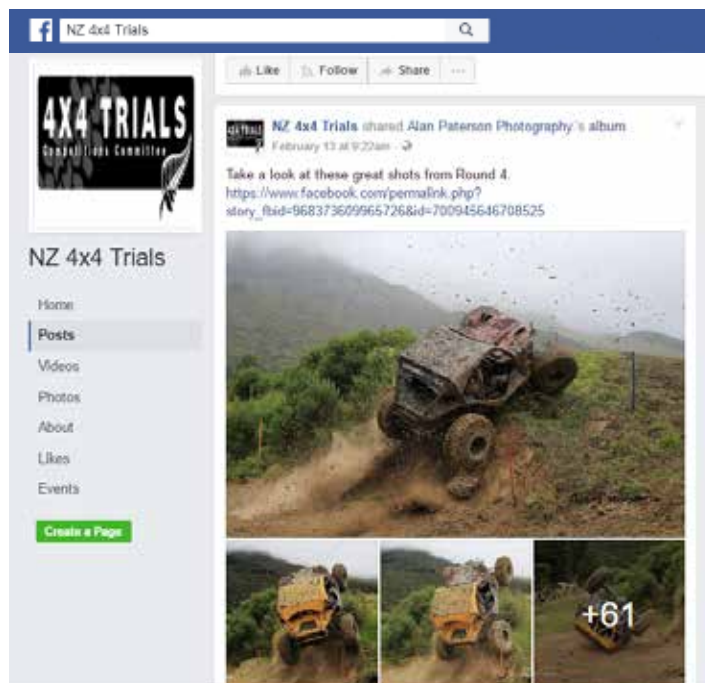 NZ 4x4 Trials
Like
Follow
Share
4X4 TRIALS
Competitions Committee
NZ 4x4 Trials shared Alan Paterson Photography's album
February 13 at 9:22am
Take a look at these great shots from Round 4.
https://www.facebook.com/permalink.php?
story_fbid=968373609965726&id=700945646708525
NZ 4x4 Trials
Home
Posts
Videos
Photos
About
Likes
Events
Create a Page
+61